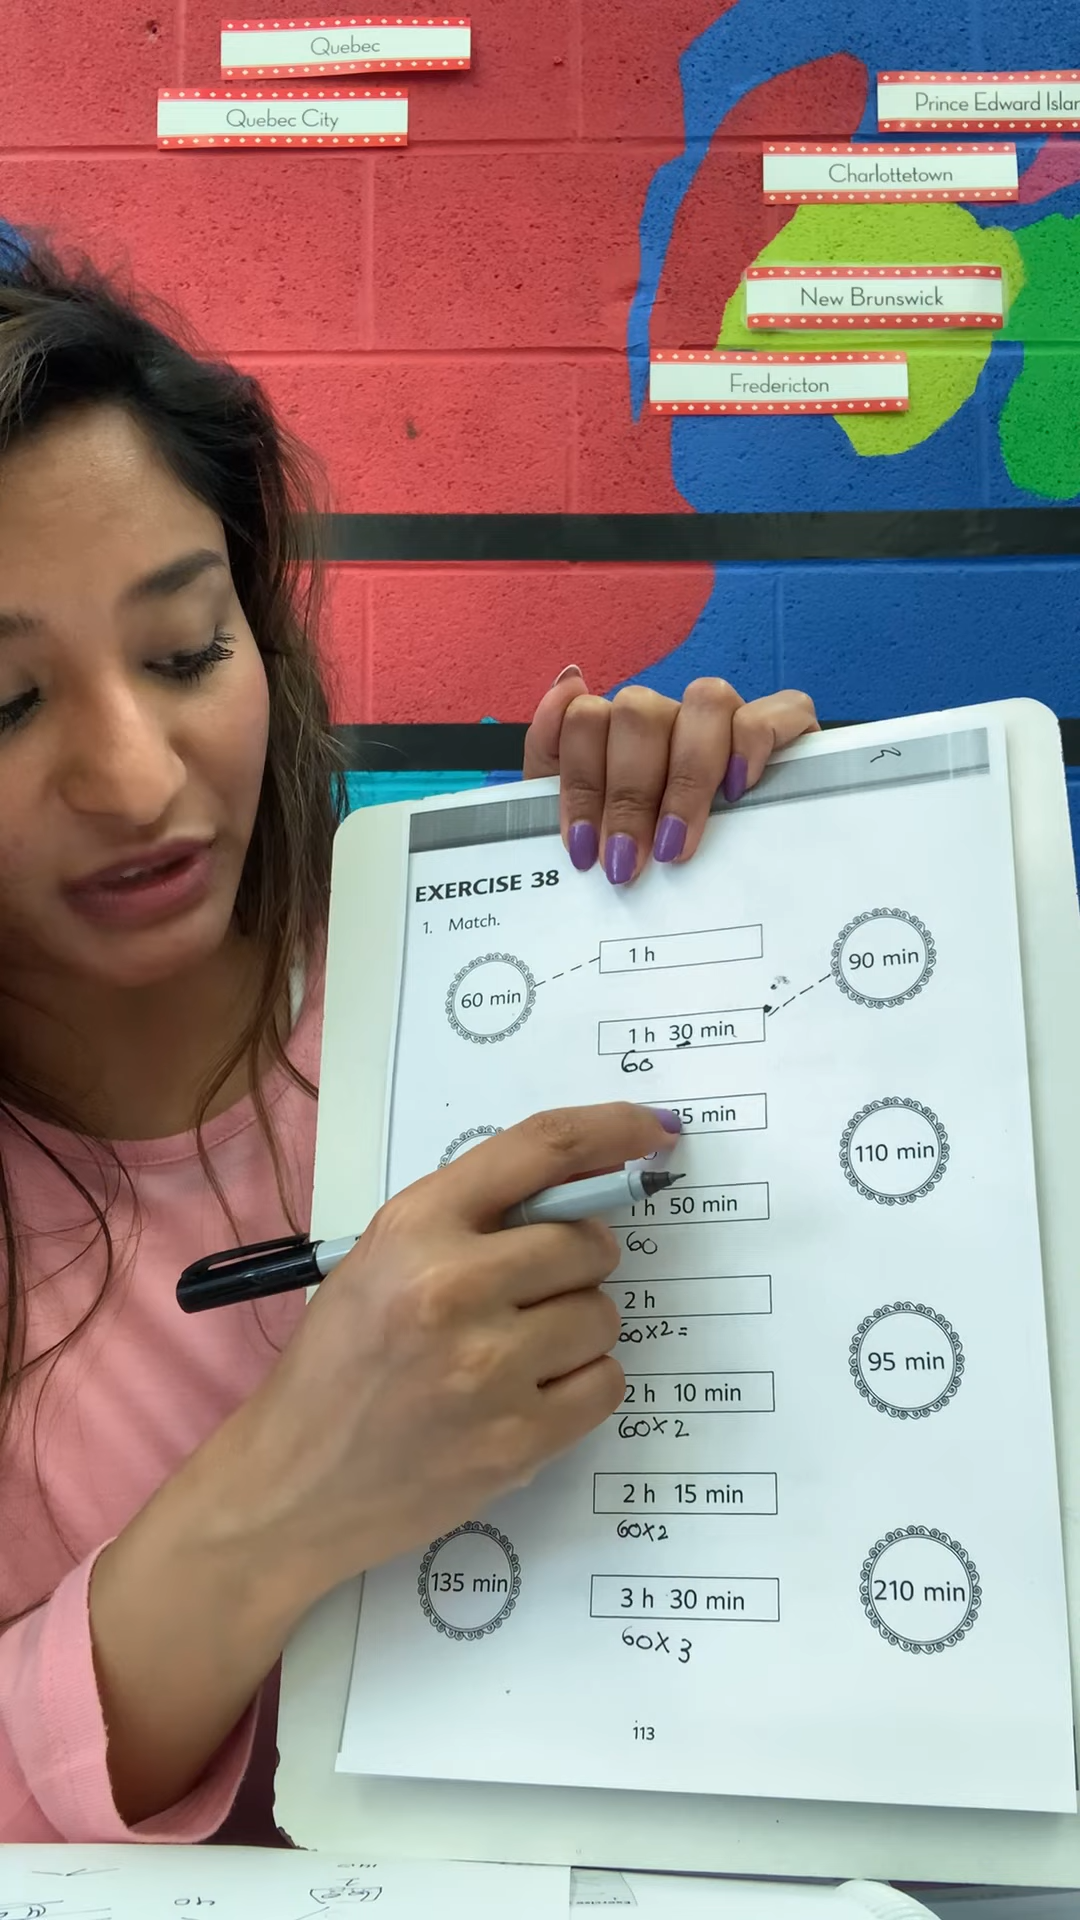 Quebec
Quebec City
Prince Edward Islan
Charlottetown
New Brunswick
Fredericton
EXERCISE 38
1. Match.
60 min
1 h
90 min
1 h 30 min
60
35 min
110 min
1 h 50 min
60
2 h
60×2=
95 min
2 h 10 min
60×2
2 h 15 min
60×2
135 min
3 h 30 min
210 min
60×3
113